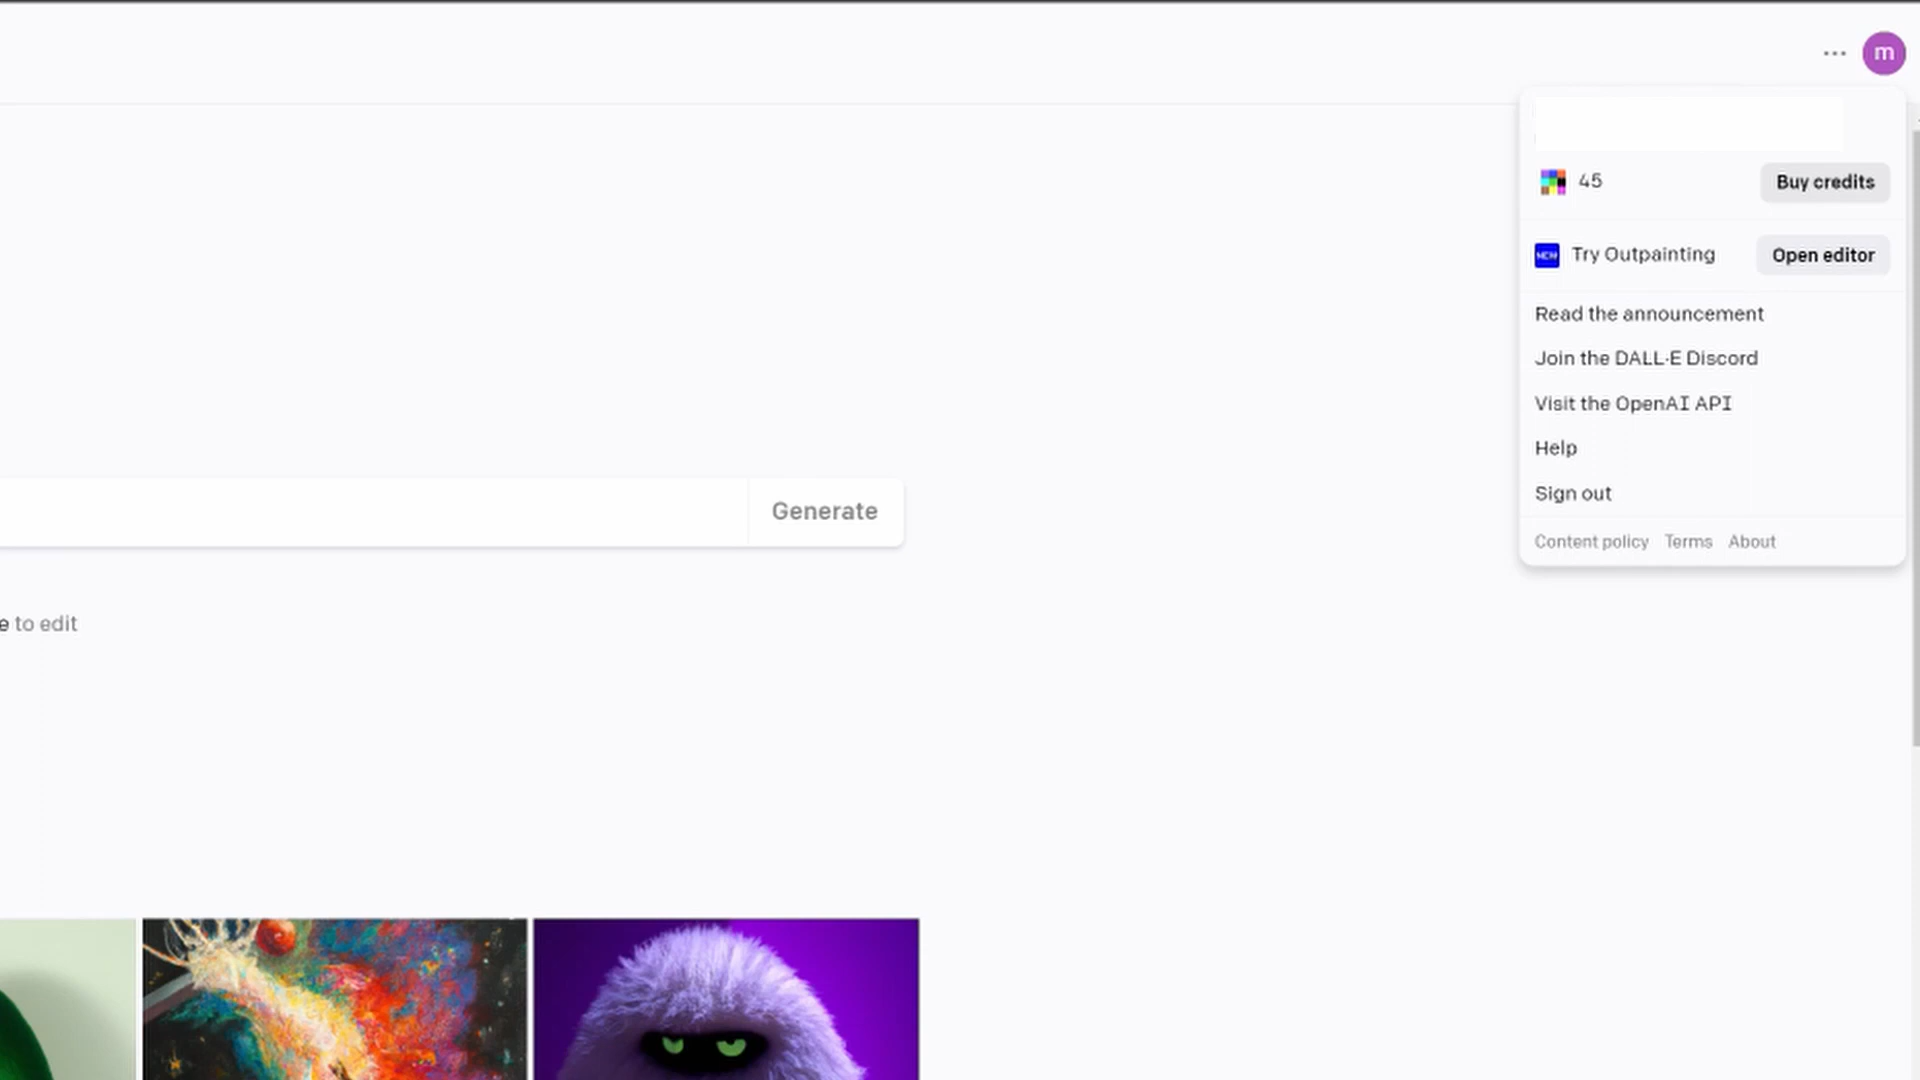 m
45
Buy credits
NEW
Try Outpainting
Open editor
Read the announcement
Join the DALL·E Discord
Visit the OpenAI API
Help
Sign out
Content policy Terms About
Generate
e to edit